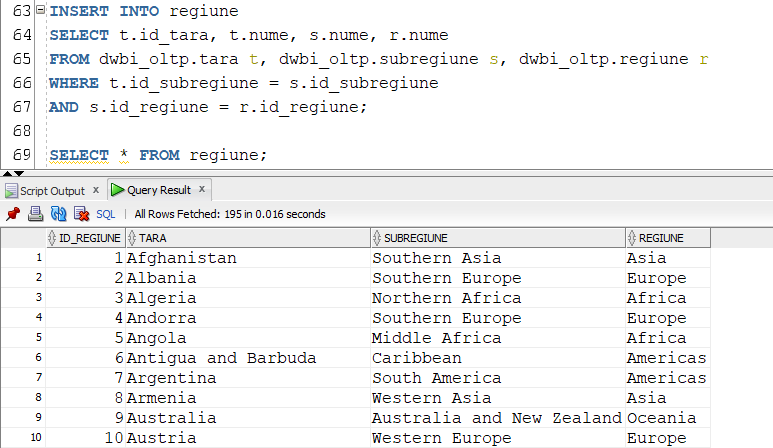 63 INSERT INTO regiune
64 SELECT t.id_tara, t.nume, s.nume, r.nume
65 FROM dwbi_oltp.tara t, dwbi_oltp.subregiune s, dwbi_oltp.regiune r
66 WHERE t.id_subregiune = s.id_subregiune
67 AND s.id_regiune = r.id_regiune;
68
69 SELECT * FROM regiune;
Script Output x Query Result x
SQL | All Rows Fetched: 195 in 0.016 seconds
ID_REGIUNE TARA SUBREGIUNE REGIUNE
1 1 Afghanistan Southern Asia Asia
2 2 Albania Southern Europe Europe
3 3 Algeria Northern Africa Africa
4 4 Andorra Southern Europe Europe
5 5 Angola Middle Africa Africa
6 6 Antigua and Barbuda Caribbean Americas
7 7 Argentina South America Americas
8 8 Armenia Western Asia Asia
9 9 Australia Australia and New Zealand Oceania
10 10 Austria Western Europe Europe